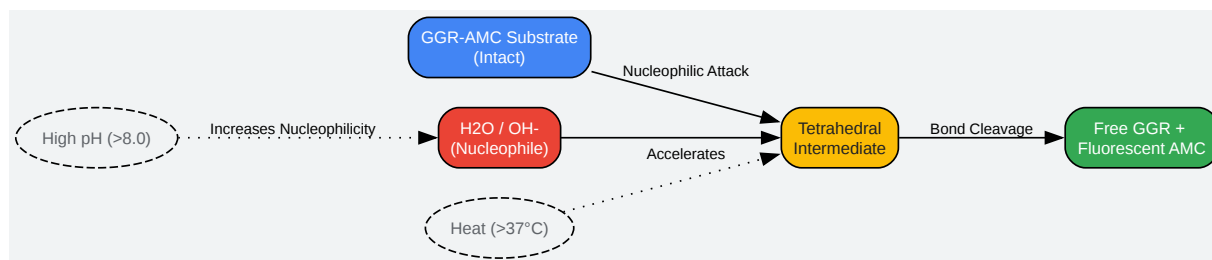 GGR-AMC Substrate
(Intact)
Nucleophilic Attack
High pH (>8.0)
Increases Nucleophilicity
H2O / OH-
(Nucleophile)
Accelerates
Tetrahedral
Intermediate
Bond Cleavage
Free GGR +
Fluorescent AMC
Heat (>37°C)